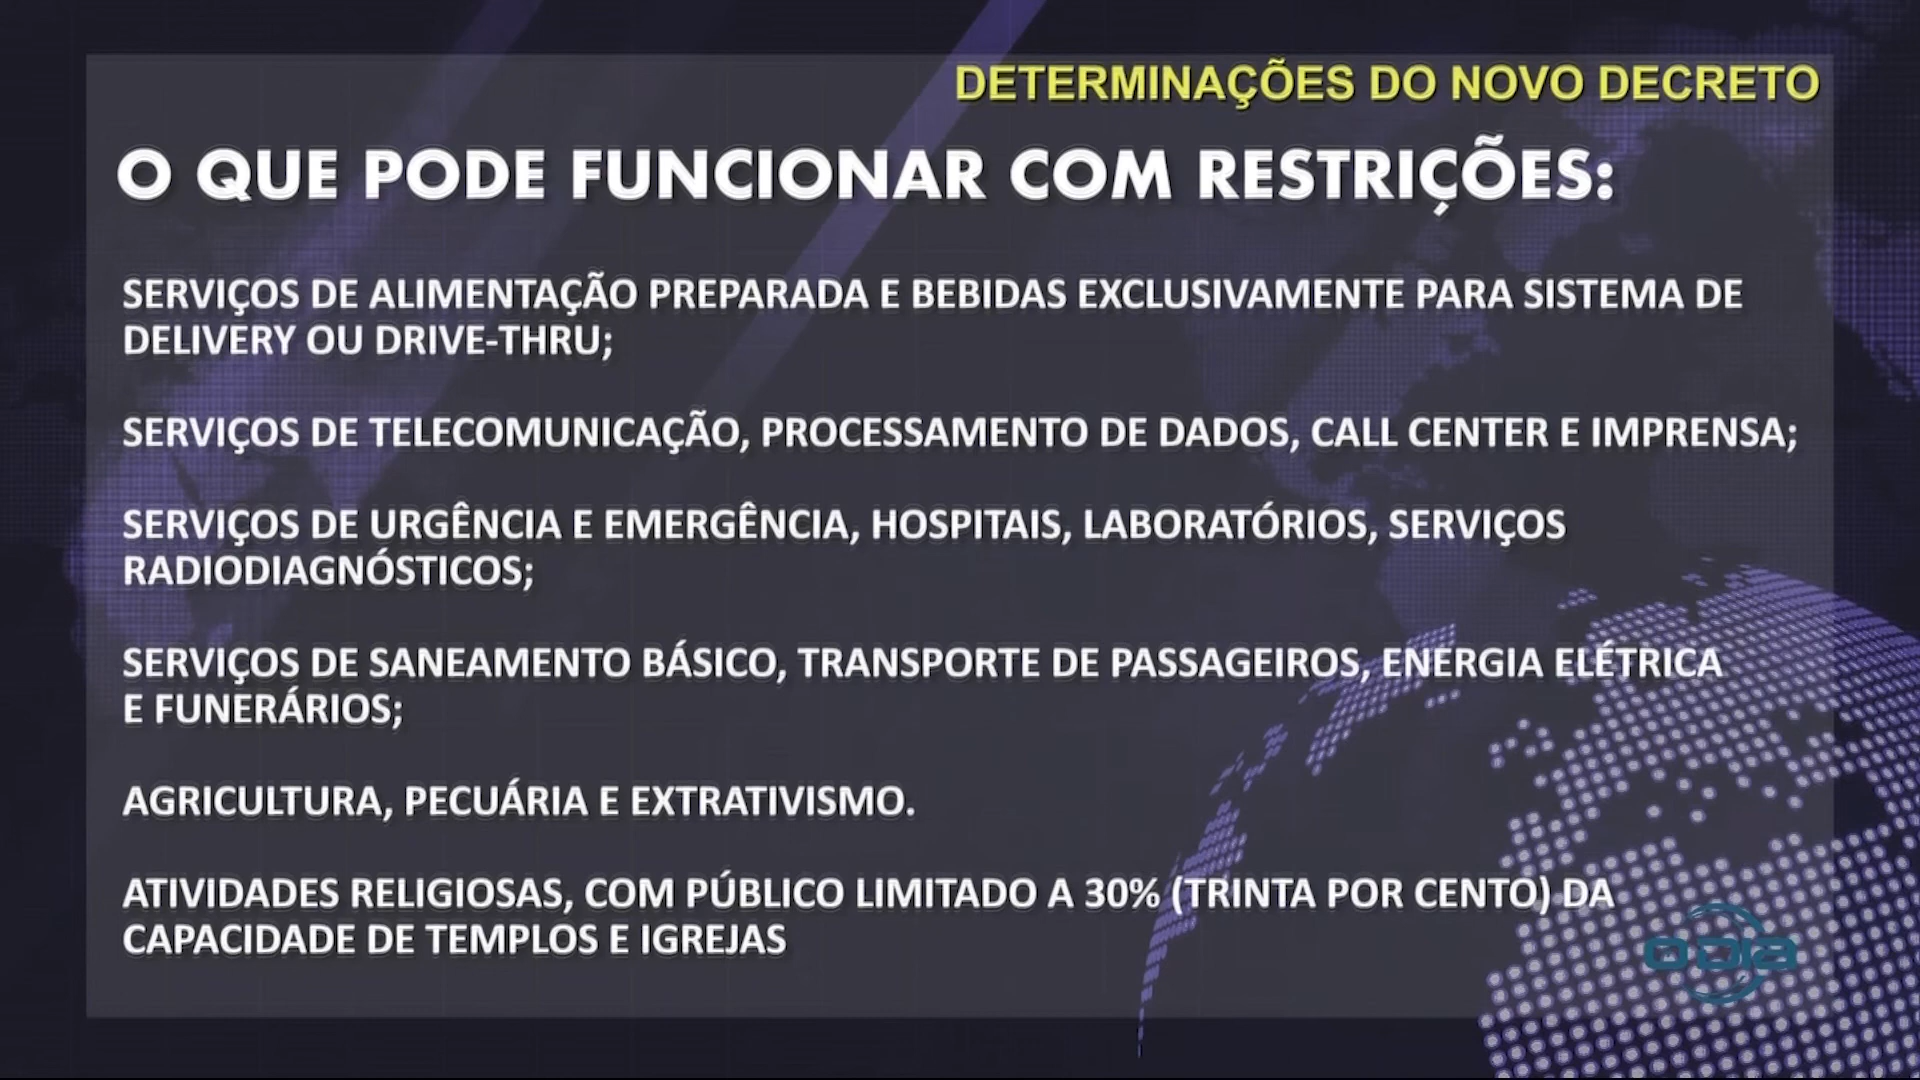 DETERMINAÇÕES DO NOVO DECRETO
O QUE PODE FUNCIONAR COM RESTRIÇÕES:
SERVIÇOS DE ALIMENTAÇÃO PREPARADA E BEBIDAS EXCLUSIVAMENTE PARA SISTEMA DE
DELIVERY OU DRIVE-THRU;
SERVIÇOS DE TELECOMUNICAÇÃO, PROCESSAMENTO DE DADOS, CALL CENTER E IMPRENSA;
SERVIÇOS DE URGÊNCIA E EMERGÊNCIA, HOSPITAIS, LABORATÓRIOS, SERVIÇOS
RADIODIAGNÓSTICOS;
SERVIÇOS DE SANEAMENTO BÁSICO, TRANSPORTE DE PASSAGEIROS, ENERGIA ELÉTRICA
E FUNERÁRIOS;
AGRICULTURA, PECUÁRIA E EXTRATIVISMO.
ATIVIDADES RELIGIOSAS, COM PÚBLICO LIMITADO A 30% (TRINTA POR CENTO) DA
CAPACIDADE DE TEMPLOS E IGREJAS
O DIA